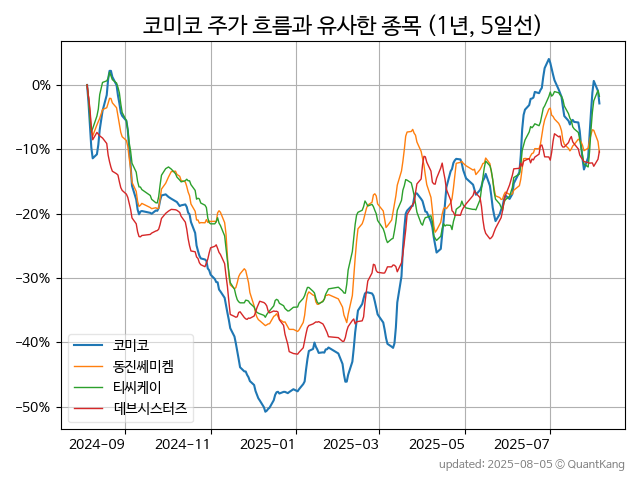 코미코 주가 흐름과 유사한 종목 (1년, 5일선)
0%
−10%
−20%
−30%
−40%
−50%
코미코
동진쎄미켐
티씨케이
데브시스터즈
2024−09
2024−11
2025−01
2025−03
2025−05
2025−07
updated: 2025-08-05 © QuantKang